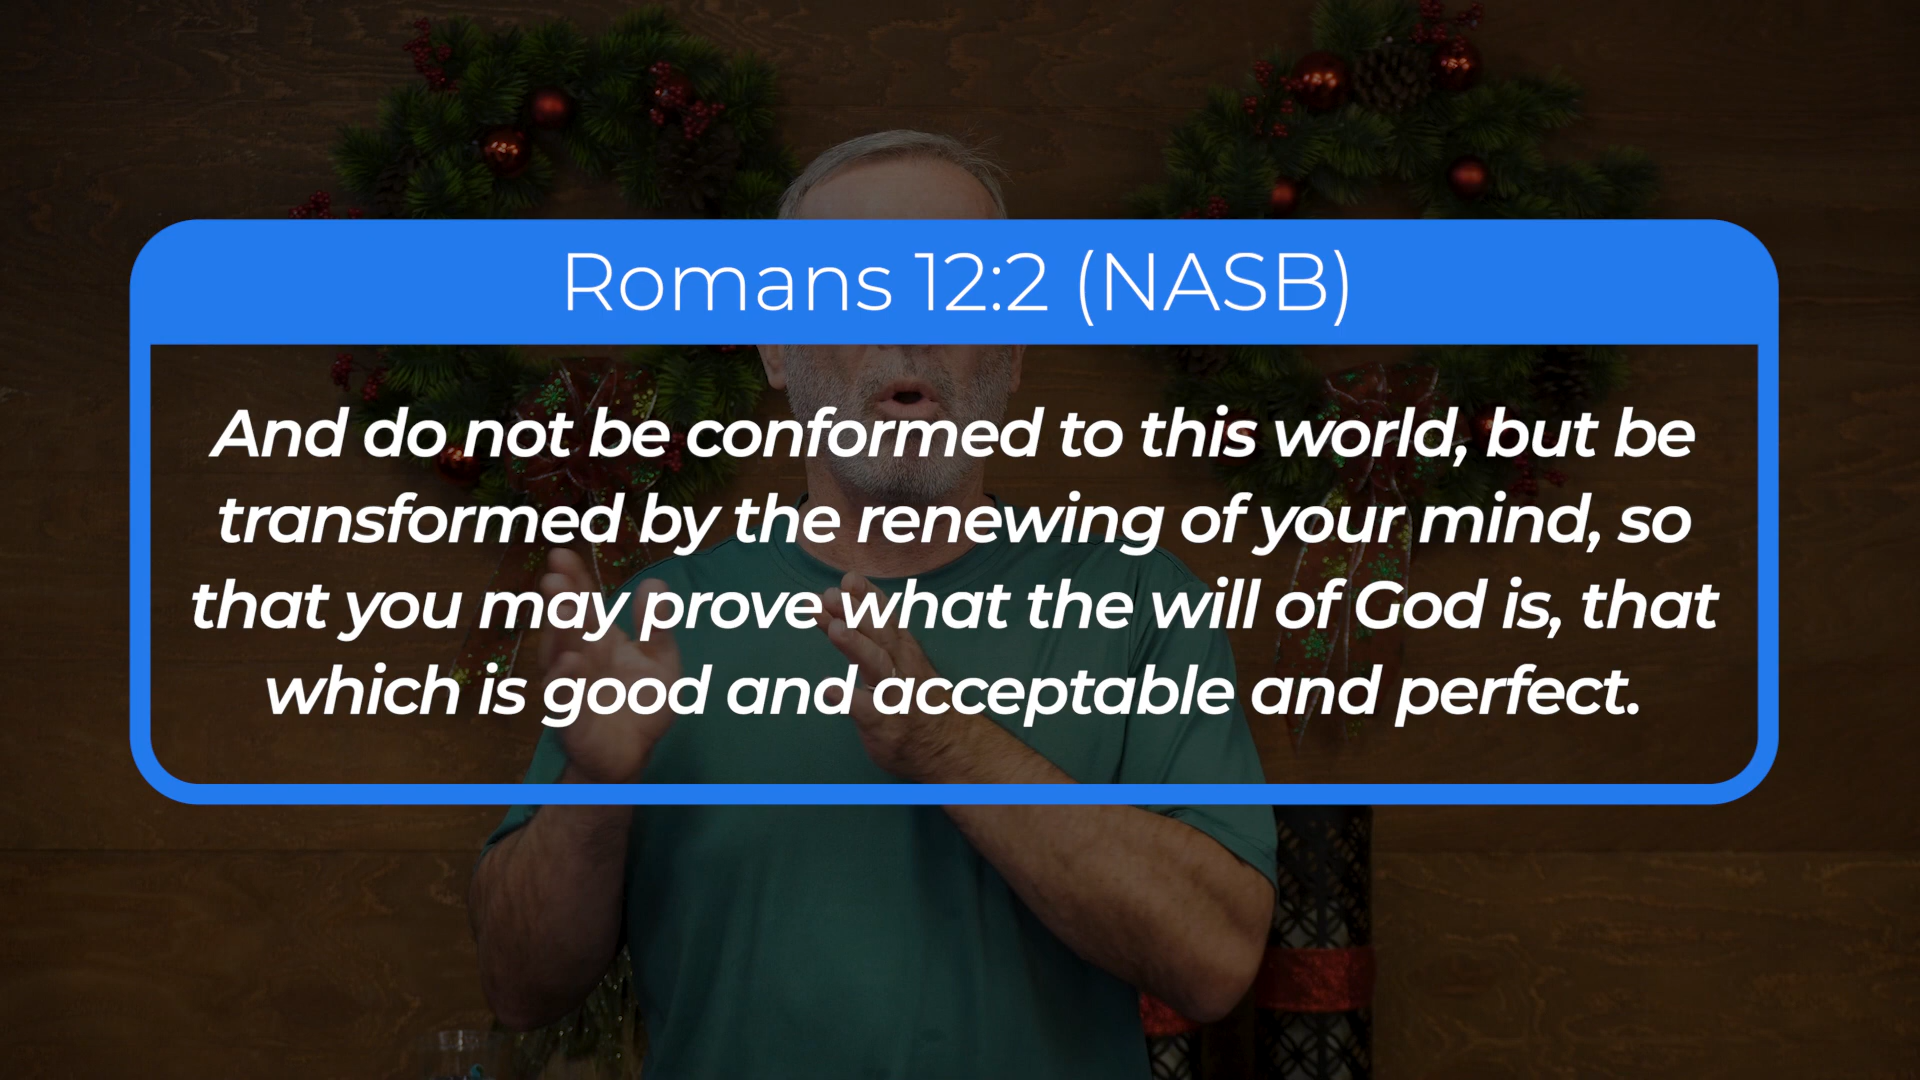 Romans 12:2 (NASB)
And do not be conformed to this world, but be
transformed by the renewing of your mind, so
that you may prove what the will of God is, that
which is good and acceptable and perfect.